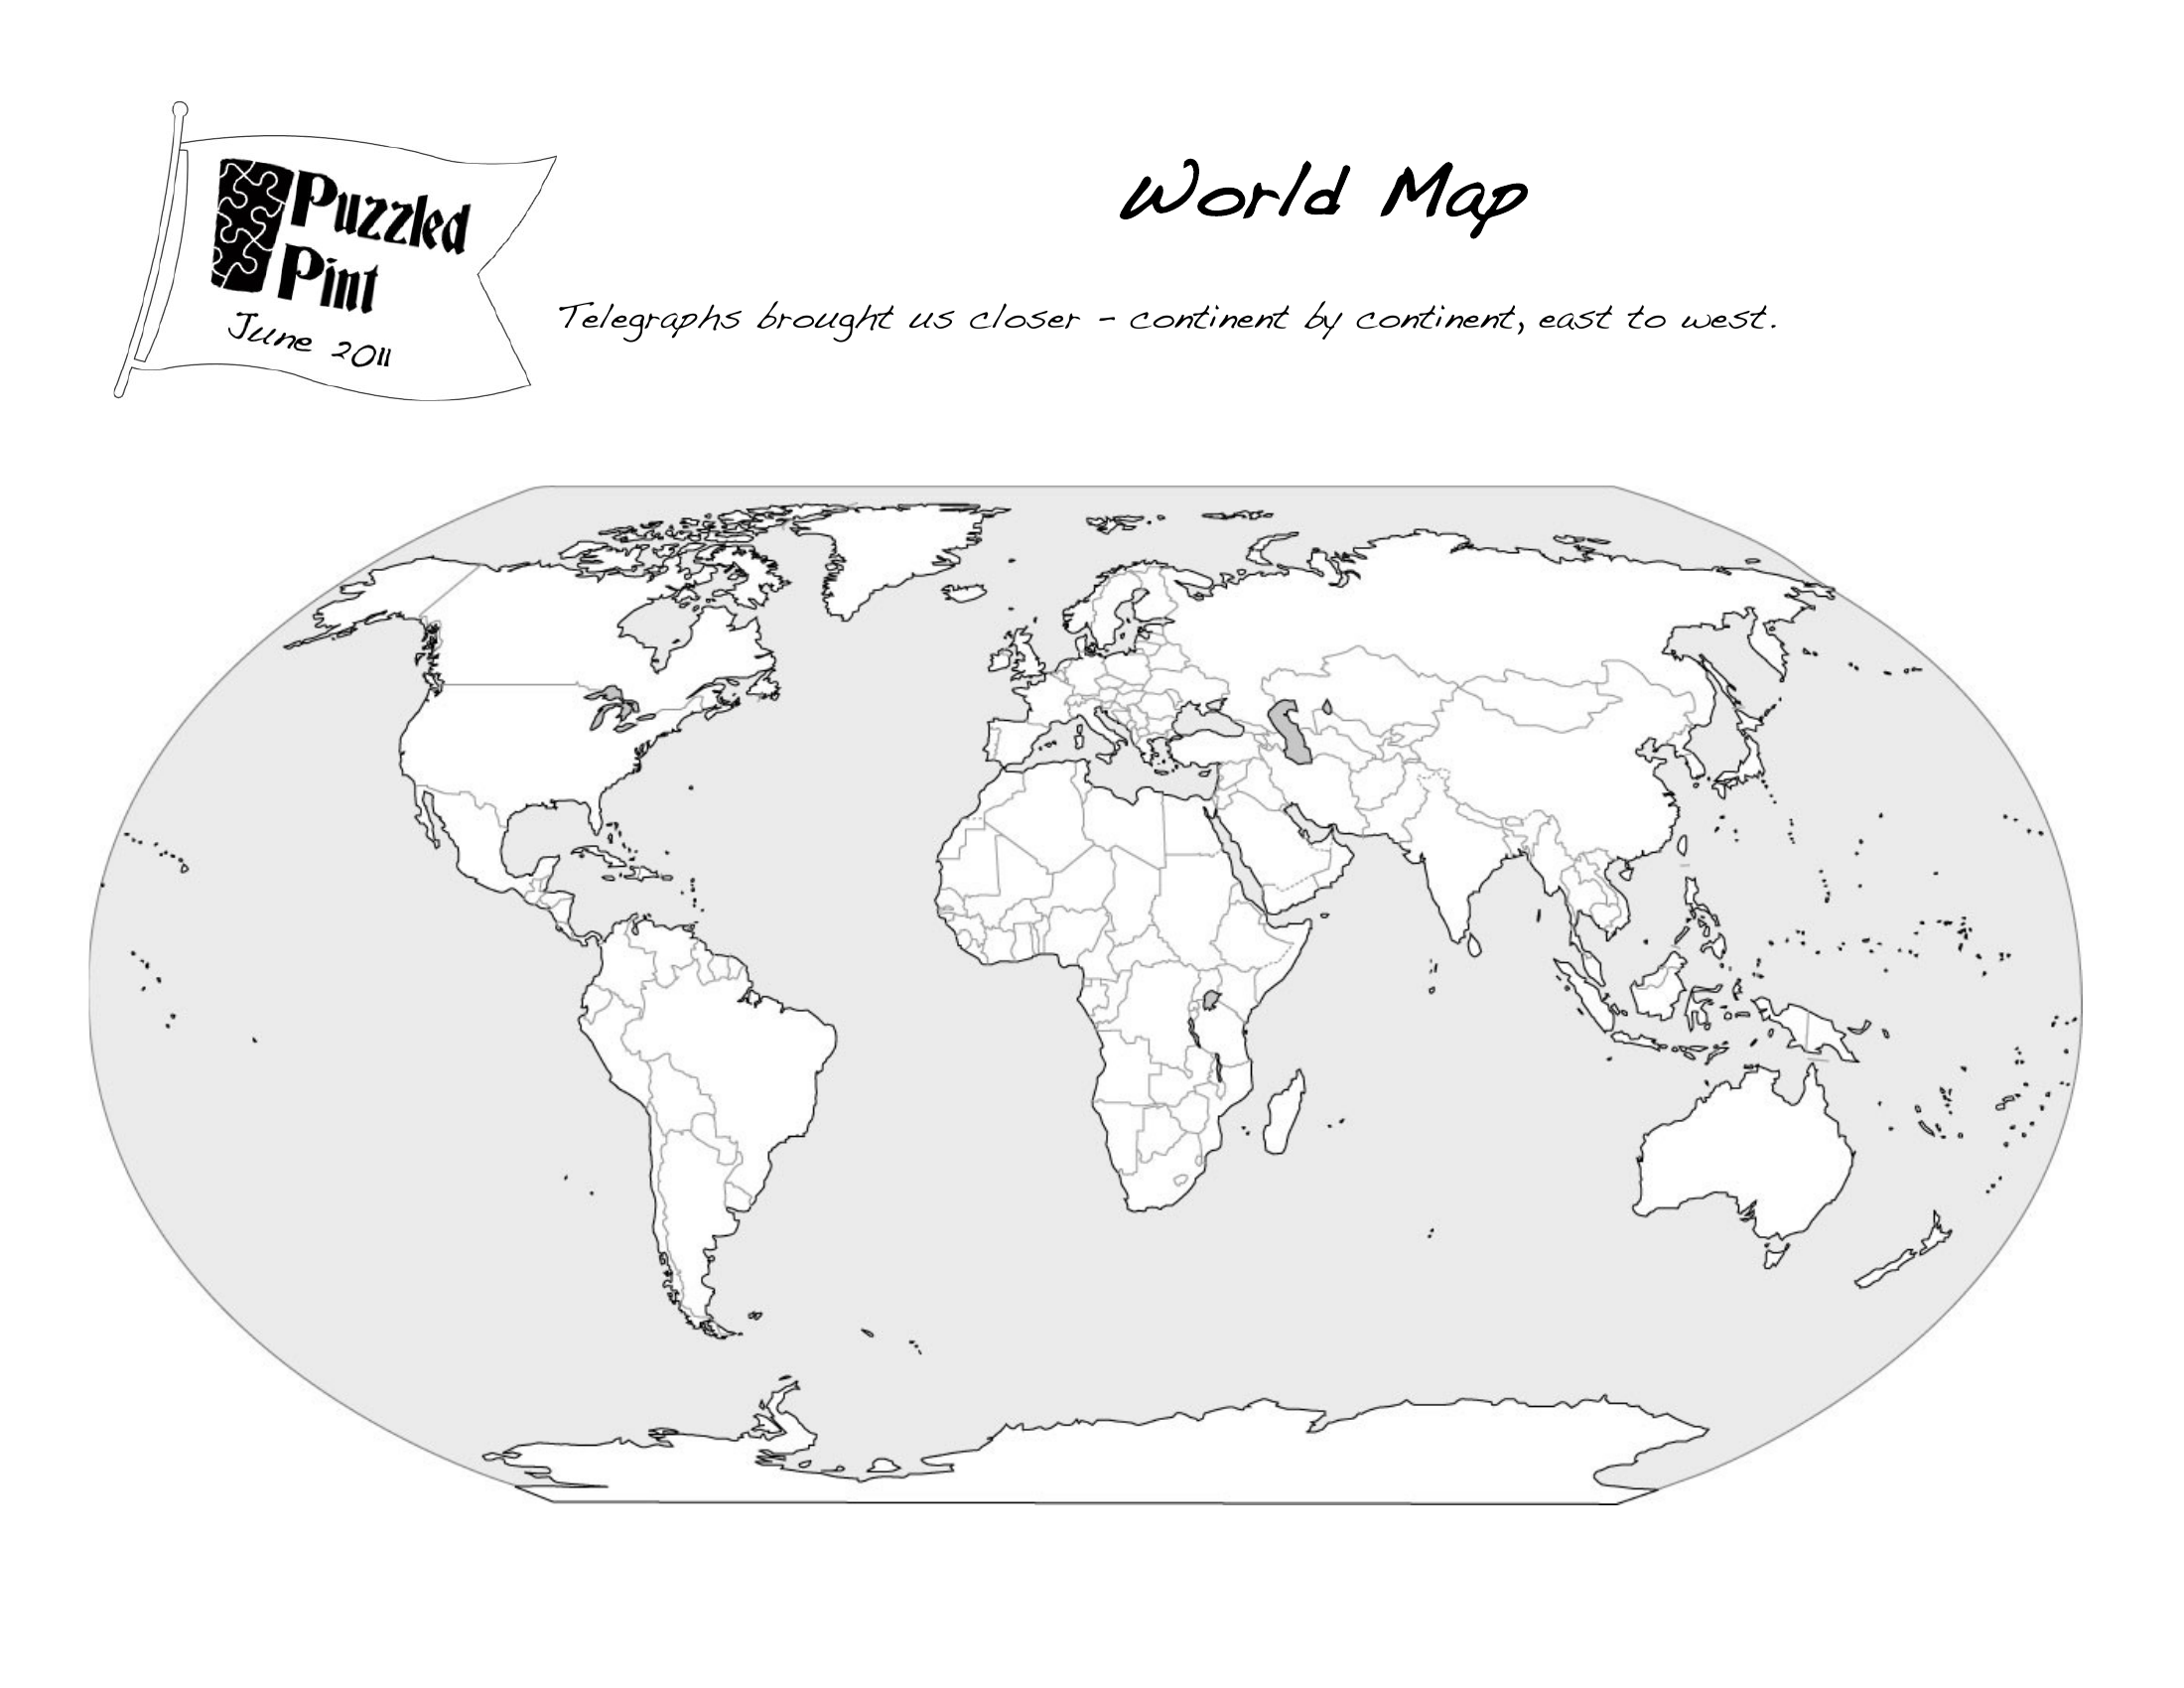 Puzzled
Pint
June 2011
World Map
Telegraphs brought us closer - continent by continent, east to west.